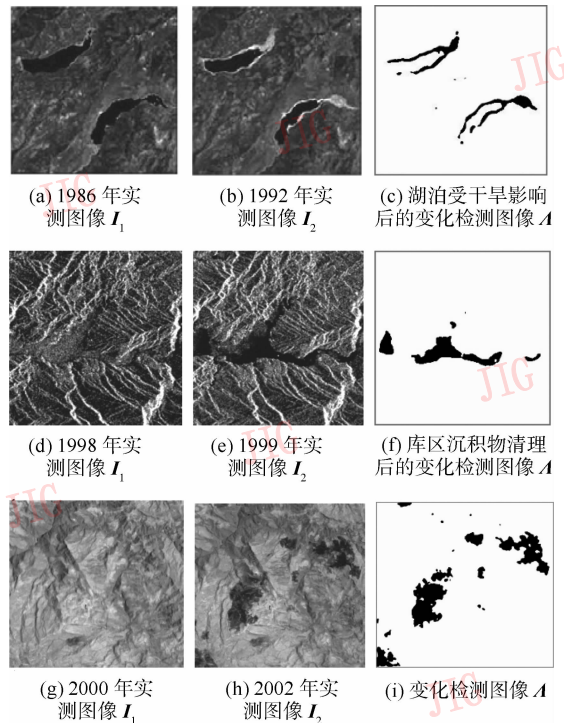 JIG
JIG
(a) 1986 年实
测图像 I₁
(b) 1992 年实
测图像 I₂
(c) 湖泊受干旱影响
后的变化检测图像 Λ
JIG
JIG
(d) 1998 年实
测图像 I₁
(e) 1999 年实
测图像 I₂
(f) 库区沉积物清理
后的变化检测图像 Λ
JIG
(g) 2000 年实
测图像 I₁
(h) 2002 年实
测图像 I₂
(i) 变化检测图像 Λ
JIG